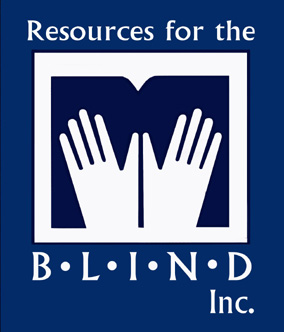 Resources for the
B•L•I•N•D
Inc.